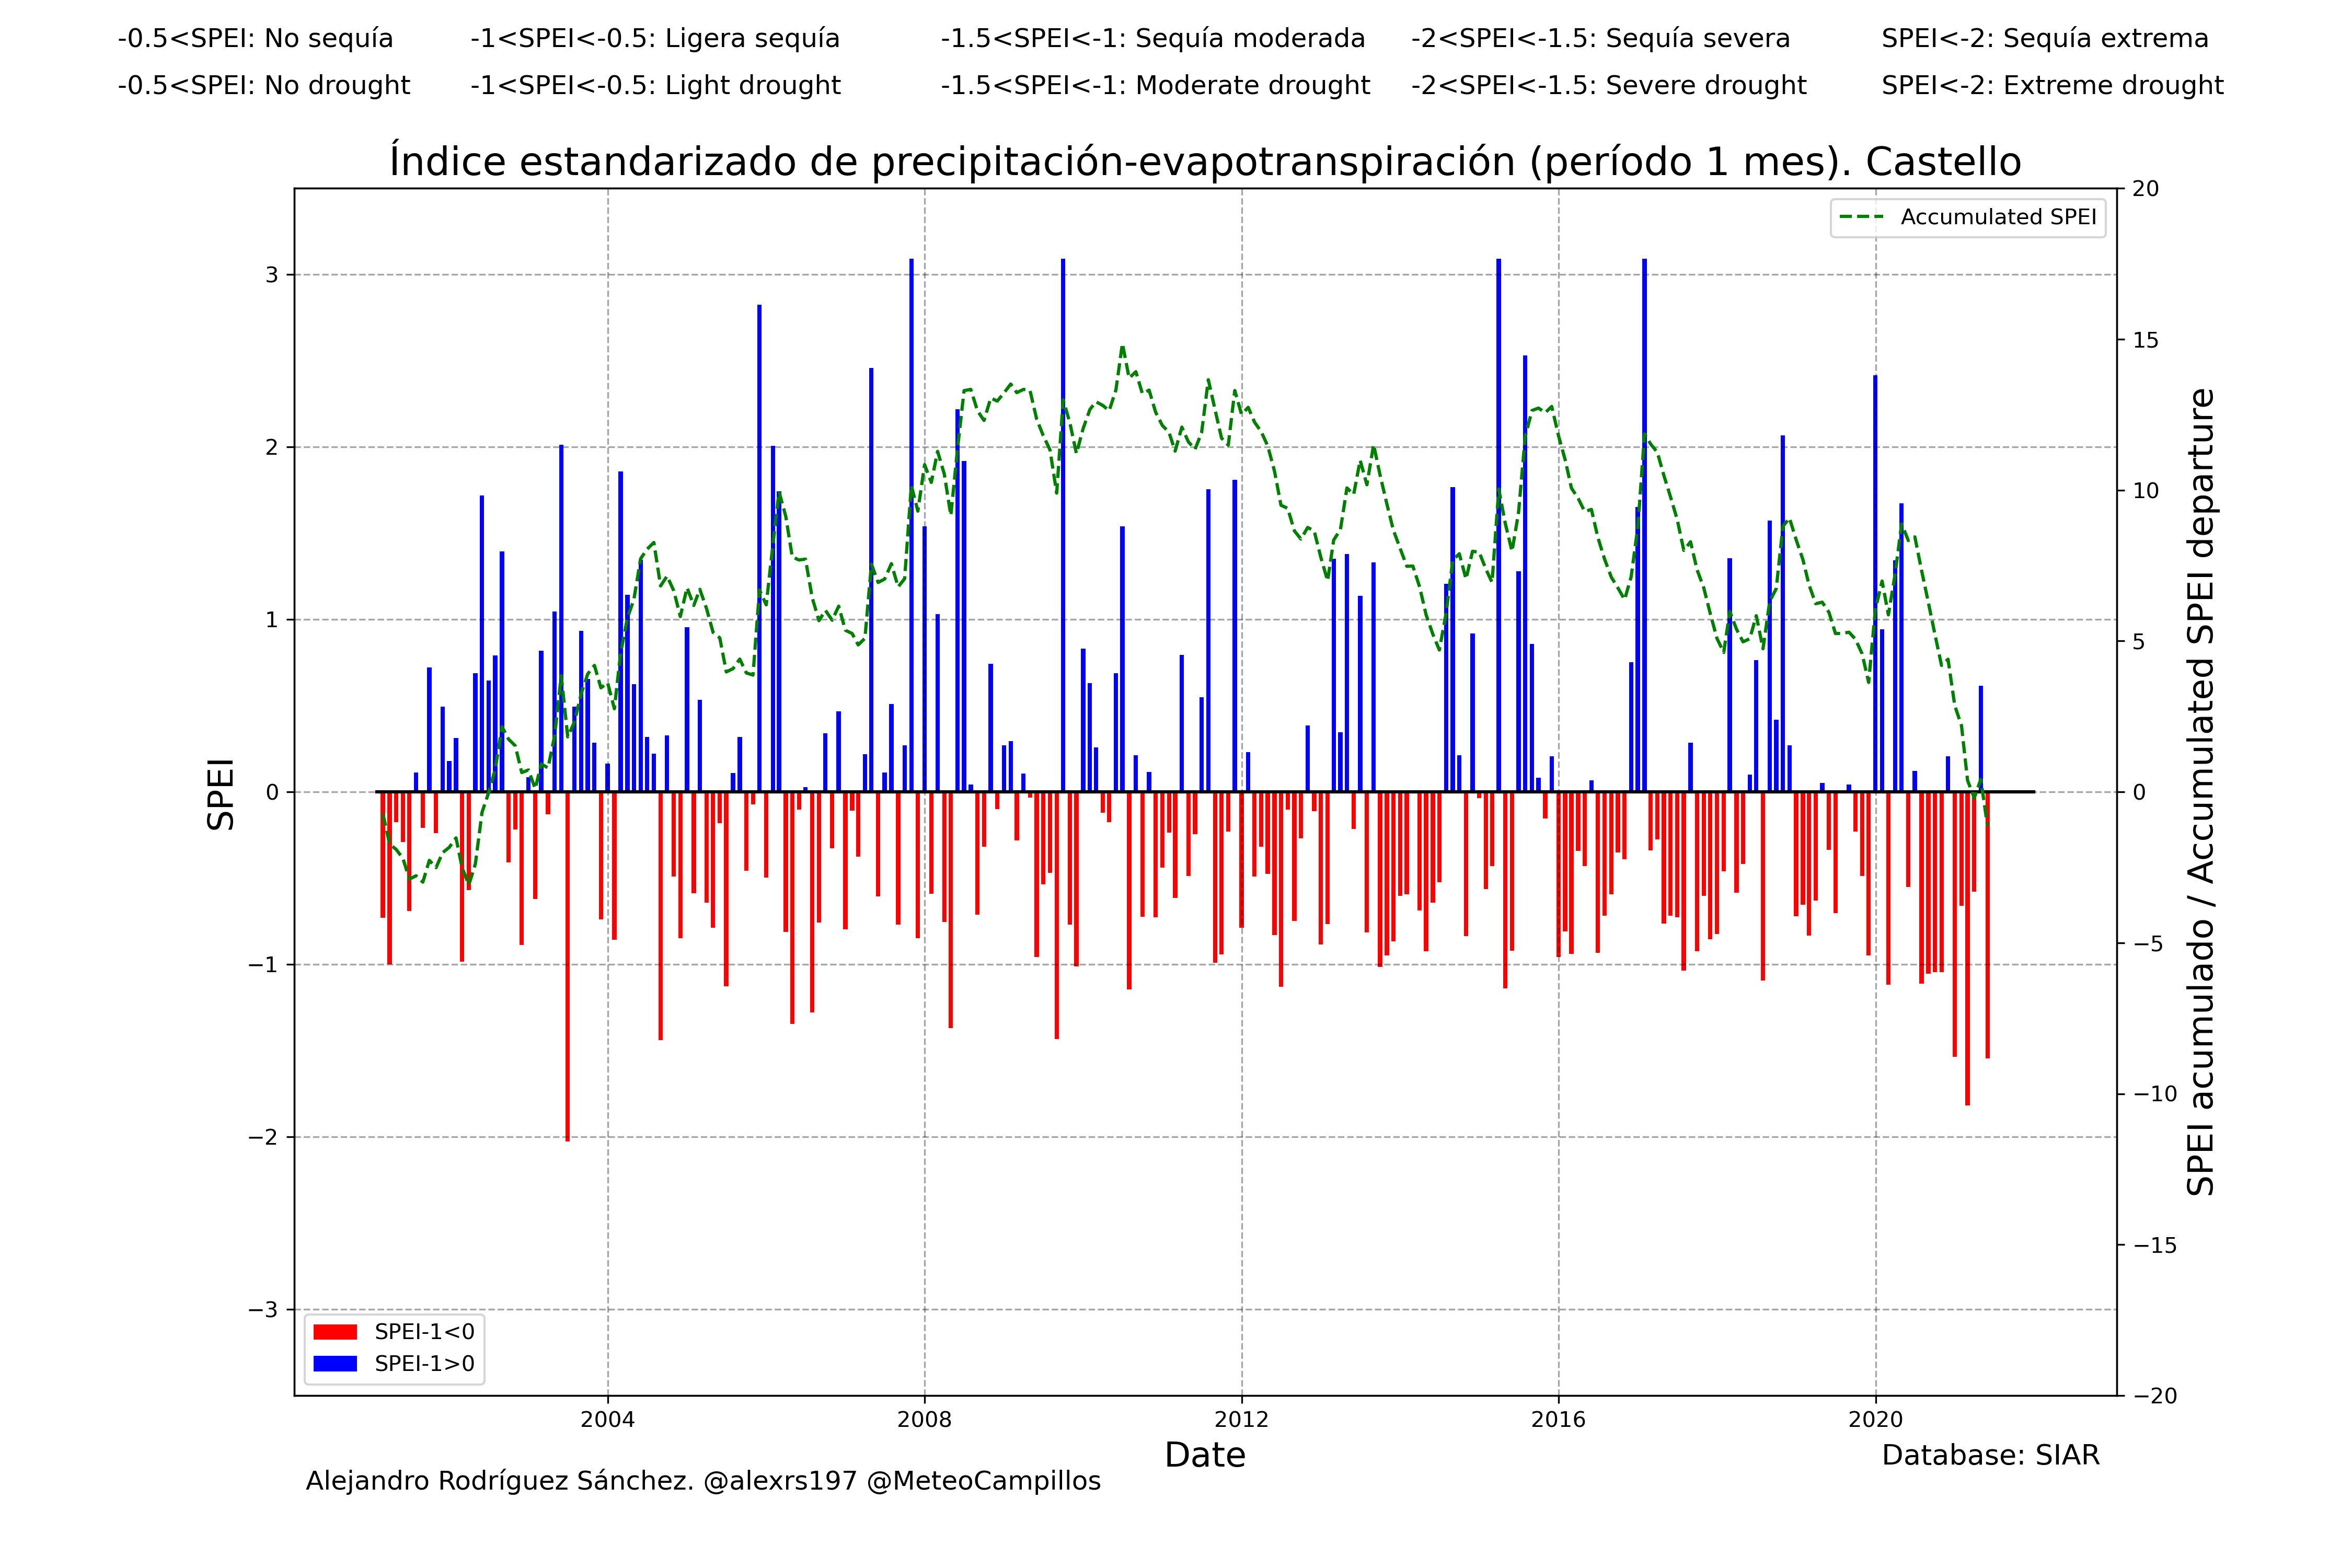 -0.5<SPEI: No sequía -1<SPEI<-0.5: Ligera sequía -1.5<SPEI<-1: Sequía moderada -2<SPEI<-1.5: Sequía severa SPEI<-2: Sequía extrema
-0.5<SPEI: No drought -1<SPEI<-0.5: Light drought -1.5<SPEI<-1: Moderate drought -2<SPEI<-1.5: Severe drought SPEI<-2: Extreme drought
Índice estandarizado de precipitación-evapotranspiración (período 1 mes). Castello
Accumulated SPEI
SPEI
3
2
1
0
−1
−2
−3
20
15
10
5
0
−5
−10
−15
−20
SPEI acumulado / Accumulated SPEI departure
SPEI-1<0
SPEI-1>0
2004 2008 2012 2016 2020
Date
Database: SIAR
Alejandro Rodríguez Sánchez. @alexrs197 @MeteoCampillos